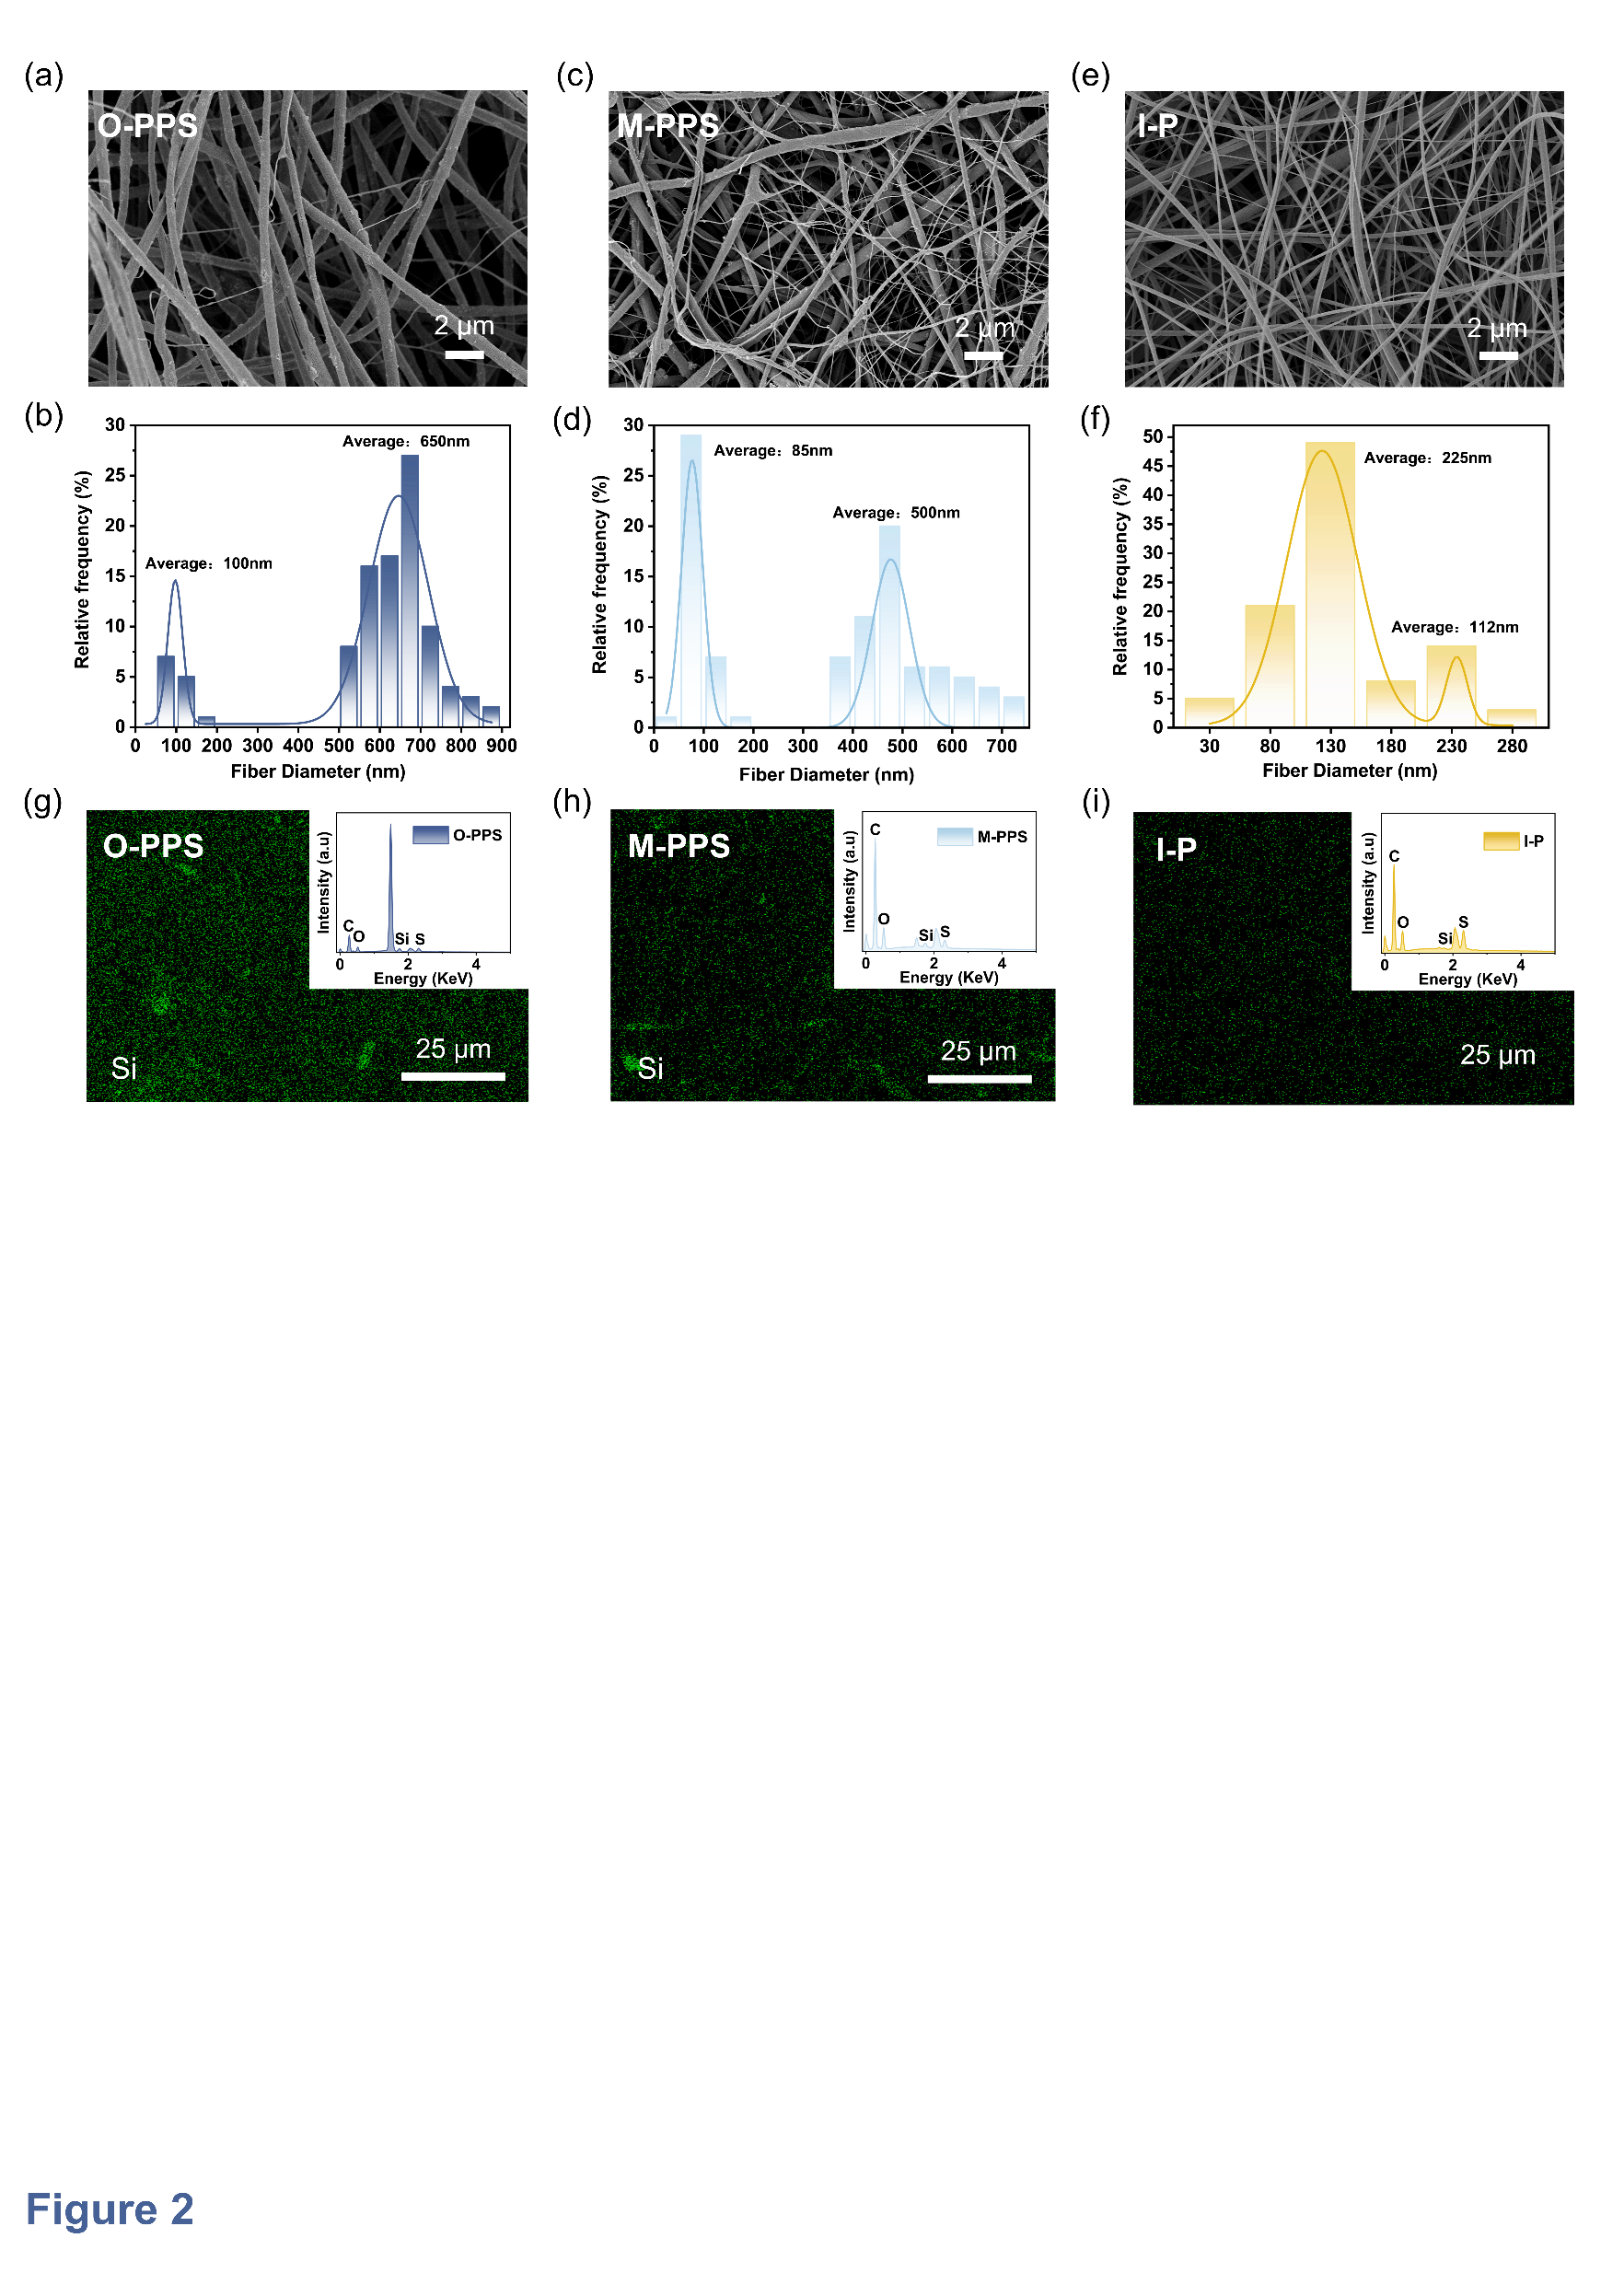 (a)
(c)
(e)
O-PPS
M-PPS
I-P
2 μm
2 μm
2 μm
(b)
Relative frequency (%)
30
25
20
15
10
5
0
Average：650nm
Average：100nm
0 100 200 300 400 500 600 700 800 900
Fiber Diameter (nm)
(d)
Relative frequency (%)
30
25
20
15
10
5
0
Average：85nm
Average：500nm
0 100 200 300 400 500 600 700
Fiber Diameter (nm)
(f)
Relative frequency (%)
50
45
40
35
30
25
20
15
10
5
0
Average：225nm
Average：112nm
30 80 130 180 230 280
Fiber Diameter (nm)
(g)
O-PPS
Intensity (a.u)
O-PPS
C
O
Si
S
0 2 4
Energy (KeV)
Si
25 μm
(h)
M-PPS
Intensity (a.u)
M-PPS
C
O
Si
S
0 2 4
Energy (KeV)
Si
25 μm
(i)
I-P
Intensity (a.u)
I-P
C
O
Si
S
0 2 4
Energy (KeV)
25 μm
Figure 2